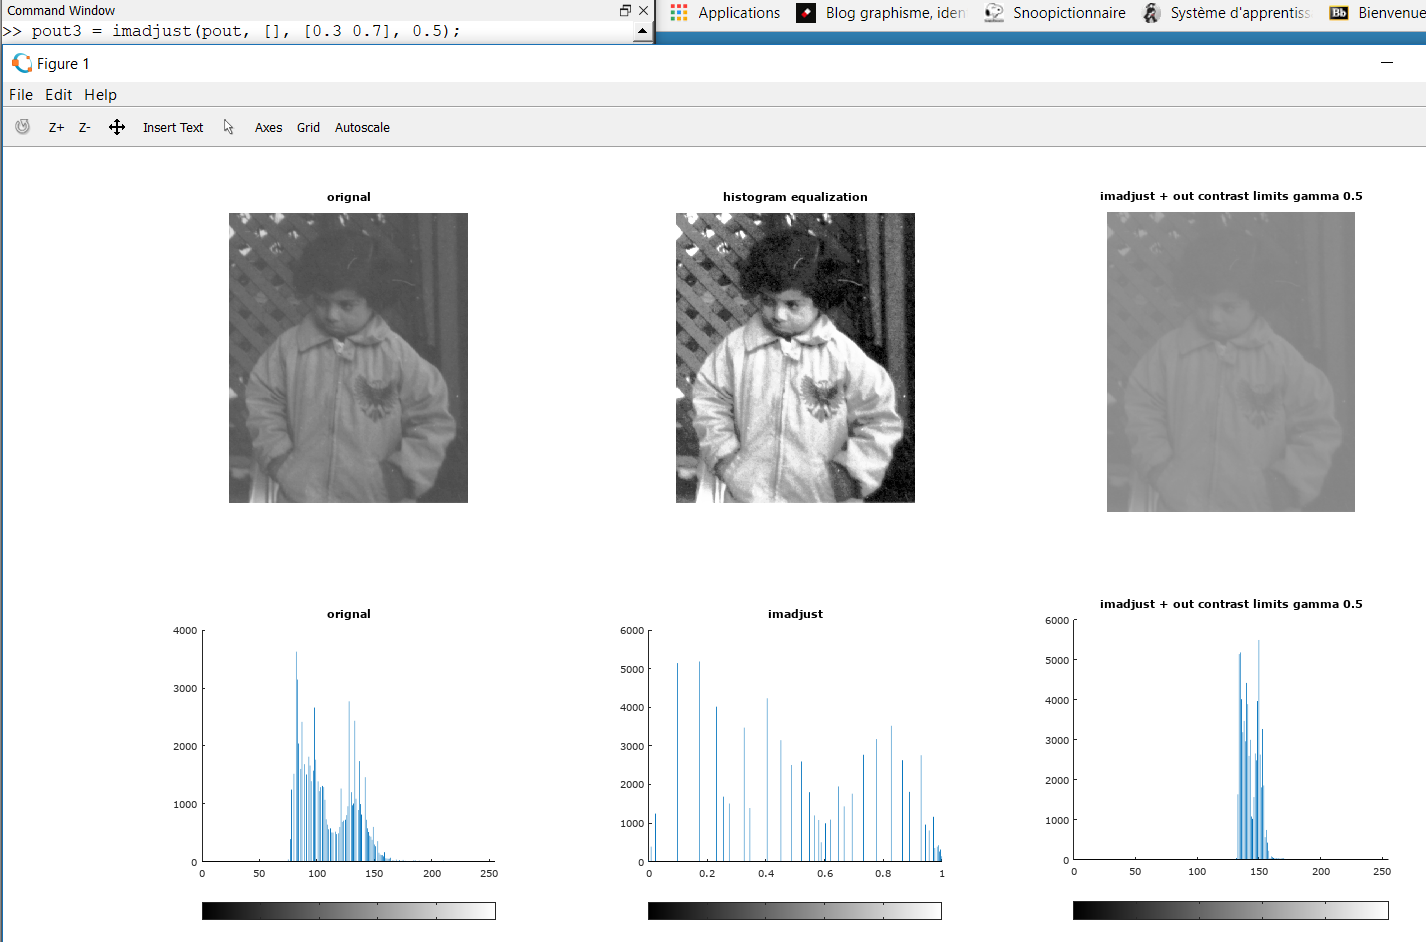 Command Window
>> pout3 = imadjust(pout, [], [0.3 0.7], 0.5);
Applications Blog graphisme, iden Snoopictionnaire Système d'apprentiss Bb Bienvenue
Figure 1
File Edit Help
Z+ Z- Insert Text Axes Grid Autoscale
orignal
histogram equalization
imadjust + out contrast limits gamma 0.5
orignal
4000
3000
2000
1000
0
0 50 100 150 200 250
imadjust
6000
5000
4000
3000
2000
1000
0
0 0.2 0.4 0.6 0.8 1
imadjust + out contrast limits gamma 0.5
6000
5000
4000
3000
2000
1000
0
0 50 100 150 200 250